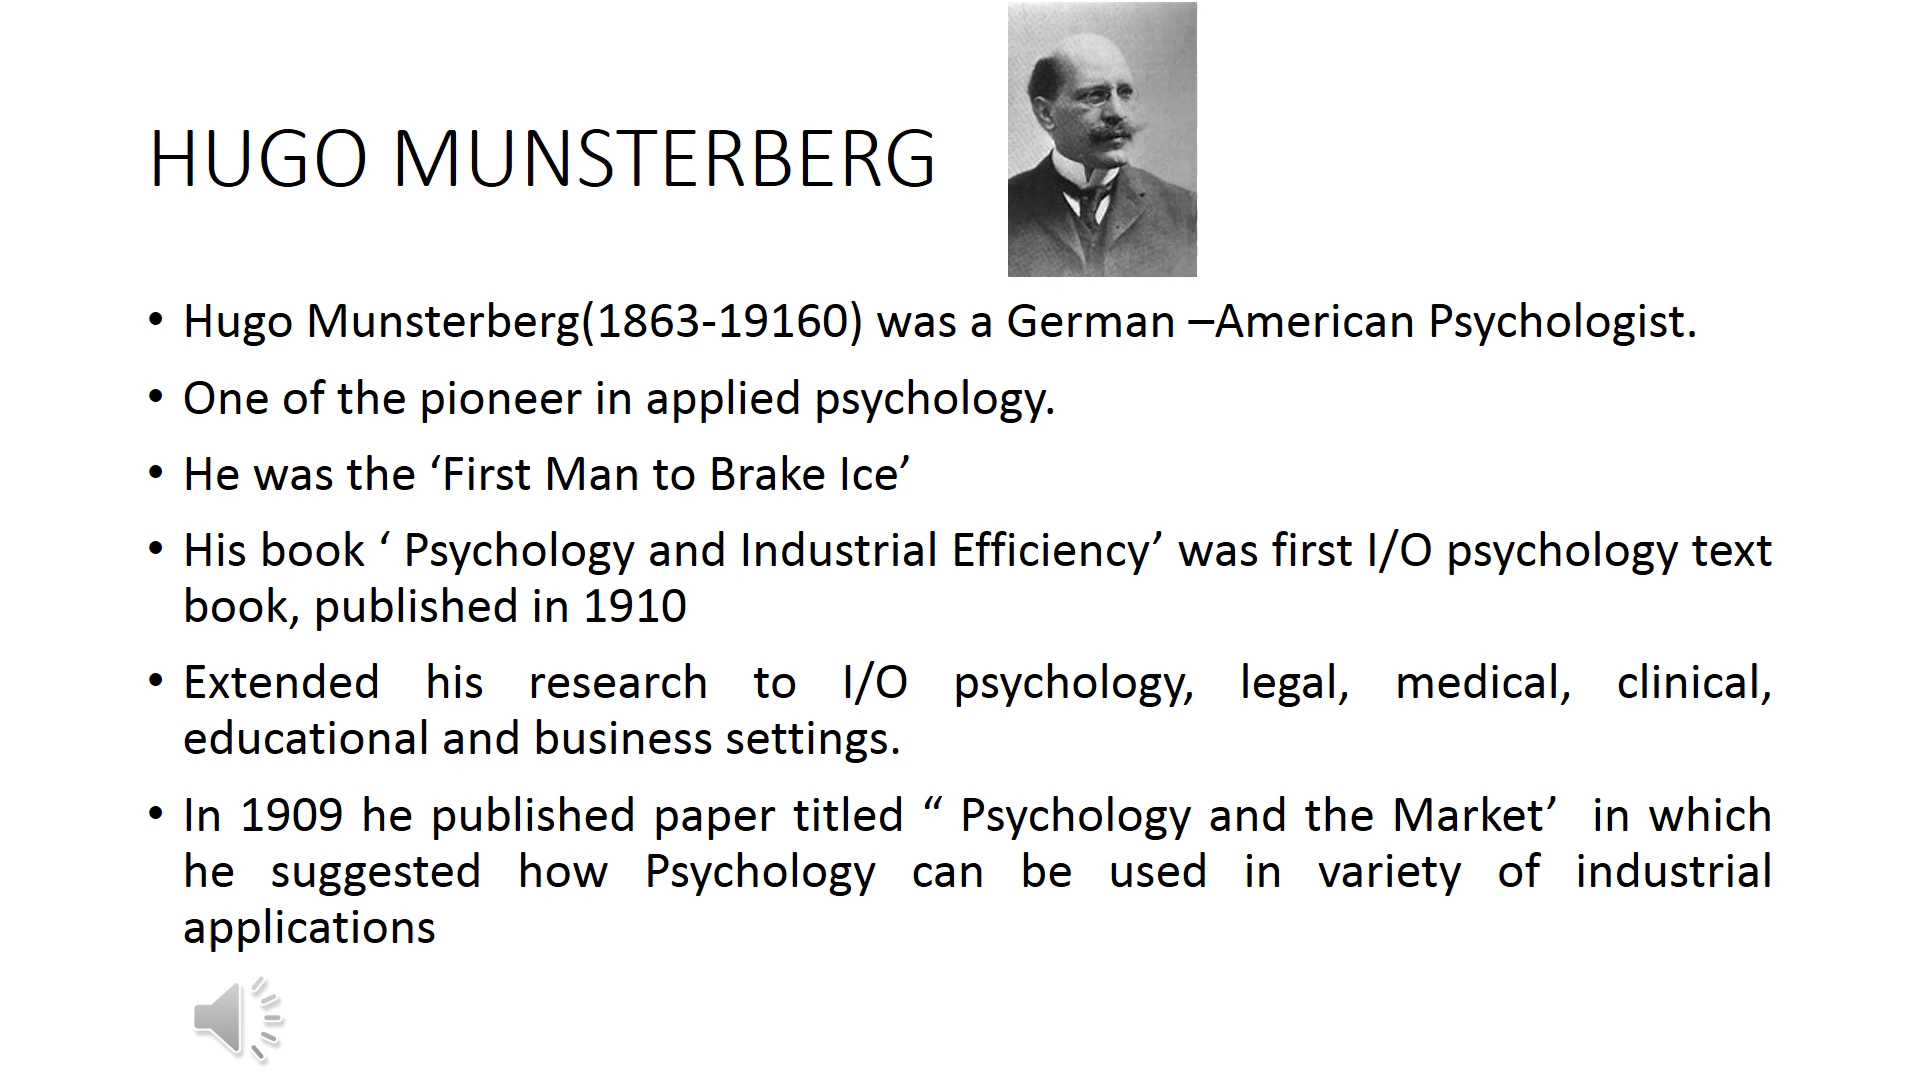 HUGO MUNSTERBERG
• Hugo Munsterberg(1863-19160) was a German –American Psychologist.
• One of the pioneer in applied psychology.
• He was the ‘First Man to Brake Ice’
• His book ‘ Psychology and Industrial Efficiency’ was first I/O psychology text
book, published in 1910
• Extended his research to I/O psychology, legal, medical, clinical,
educational and business settings.
• In 1909 he published paper titled “ Psychology and the Market’ in which
he suggested how Psychology can be used in variety of industrial
applications